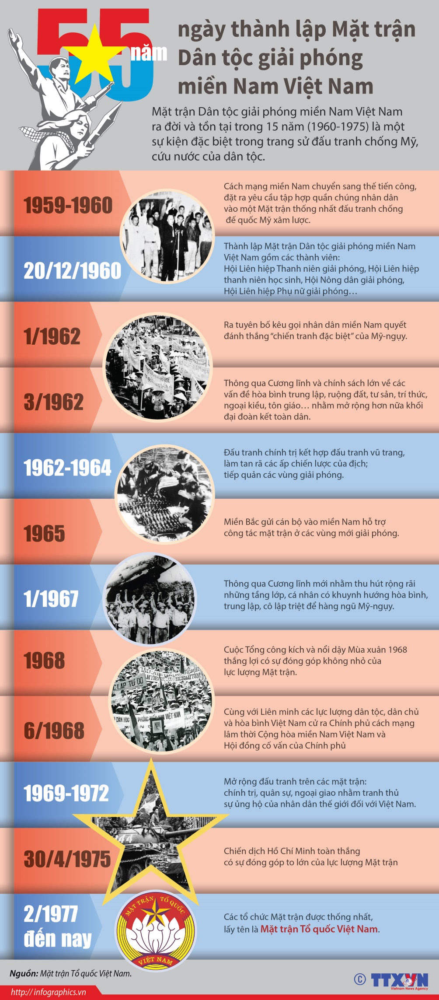 55 năm
ngày thành lập Mặt trận
Dân tộc giải phóng
miền Nam Việt Nam
Mặt trận Dân tộc giải phóng miền Nam Việt Nam
ra đời và tồn tại trong 15 năm (1960-1975) là một
sự kiện đặc biệt trong trang sử đấu tranh chống Mỹ,
cứu nước của dân tộc.
1959-1960
Cách mạng miền Nam chuyển sang thế tiến công,
đặt ra yêu cầu tập hợp quần chúng nhân dân
vào một Mặt trận thống nhất đấu tranh chống
đế quốc Mỹ xâm lược.
20/12/1960
Thành lập Mặt trận Dân tộc giải phóng miền Nam
Việt Nam gồm các thành viên:
Hội Liên hiệp Thanh niên giải phóng, Hội Liên hiệp
thanh niên học sinh, Hội Nông dân giải phóng,
Hội Liên hiệp Phụ nữ giải phóng…
1/1962
Ra tuyên bố kêu gọi nhân dân miền Nam quyết
đánh thắng “chiến tranh đặc biệt” của Mỹ-ngụy.
3/1962
Thông qua Cương lĩnh và chính sách lớn về các
vấn đề hòa bình trung lập, ruộng đất, tư sản, trí thức,
ngoại kiều, tôn giáo… nhằm mở rộng hơn nữa khối
đại đoàn kết toàn dân.
1962-1964
Đấu tranh chính trị kết hợp đấu tranh vũ trang,
làm tan rã các ấp chiến lược của địch;
tiếp quản các vùng giải phóng.
1965
Miền Bắc gửi cán bộ vào miền Nam hỗ trợ
công tác mặt trận ở các vùng mới giải phóng.
1/1967
Thông qua Cương lĩnh mới nhằm thu hút rộng rãi
những tầng lớp, cá nhân có khuynh hướng hòa bình,
trung lập, cô lập triệt để hàng ngũ Mỹ-ngụy.
1968
Cuộc Tổng công kích và nổi dậy Mùa xuân 1968
thắng lợi có sự đóng góp không nhỏ của
lực lượng Mặt trận.
LẬP TỰ DO
DÂN TỘC
PHÓNG MIỀN NAM VIỆT-NAM
6/1968
Cùng với Liên minh các lực lượng dân tộc, dân chủ
và hòa bình Việt Nam cử ra Chính phủ cách mạng
lâm thời Cộng hòa miền Nam Việt Nam và
Hội đồng cố vấn của Chính phủ
1969-1972
Mở rộng đấu tranh trên các mặt trận:
chính trị, quân sự, ngoại giao nhằm tranh thủ
sự ủng hộ của nhân dân thế giới đối với Việt Nam.
30/4/1975
Chiến dịch Hồ Chí Minh toàn thắng
có sự đóng góp to lớn của lực lượng Mặt trận
2/1977
đến nay
MẶT TRẬN TỔ QUỐC
VIỆT NAM
Các tổ chức Mặt trận được thống nhất,
lấy tên là Mặt trận Tổ quốc Việt Nam.
Nguồn: Mặt trận Tổ quốc Việt Nam.
© TTXVN
Vietnam News Agency
http://infographics.vn